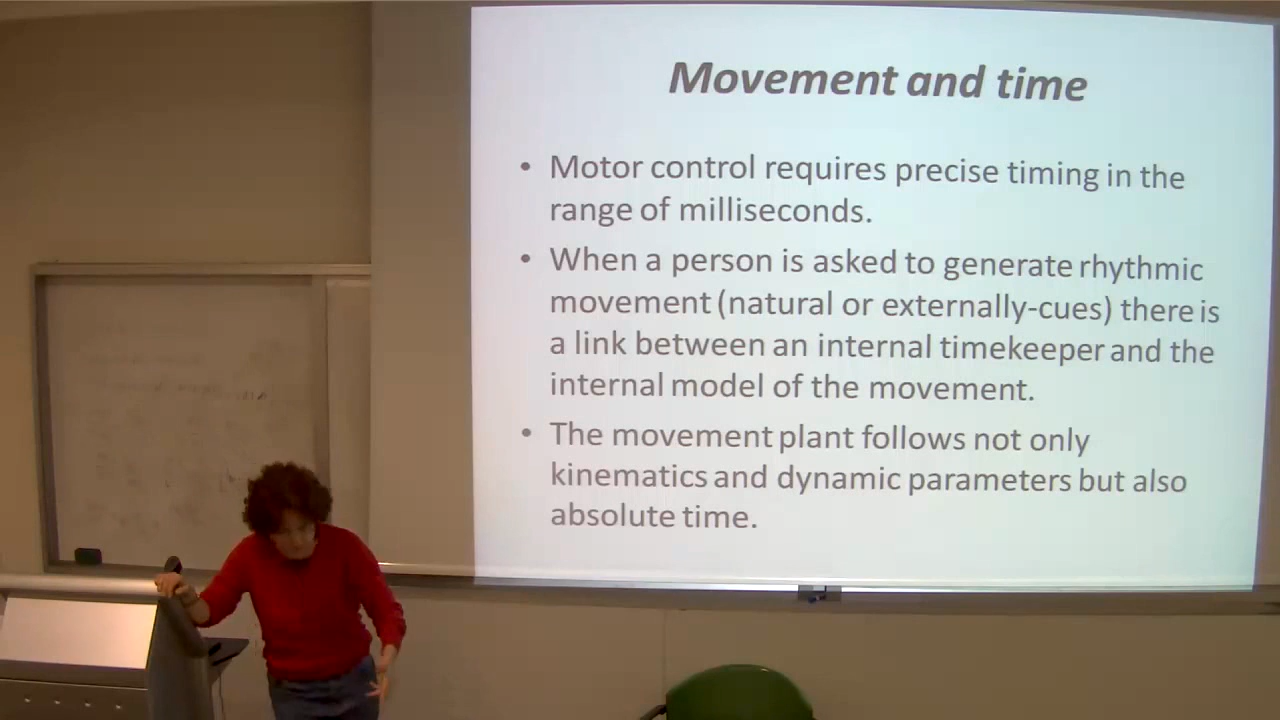 Movement and time
• Motor control requires precise timing in the
range of milliseconds.
• When a person is asked to generate rhythmic
movement (natural or externally-cues) there is
a link between an internal timekeeper and the
internal model of the movement.
• The movement plant follows not only
kinematics and dynamic parameters but also
absolute time.